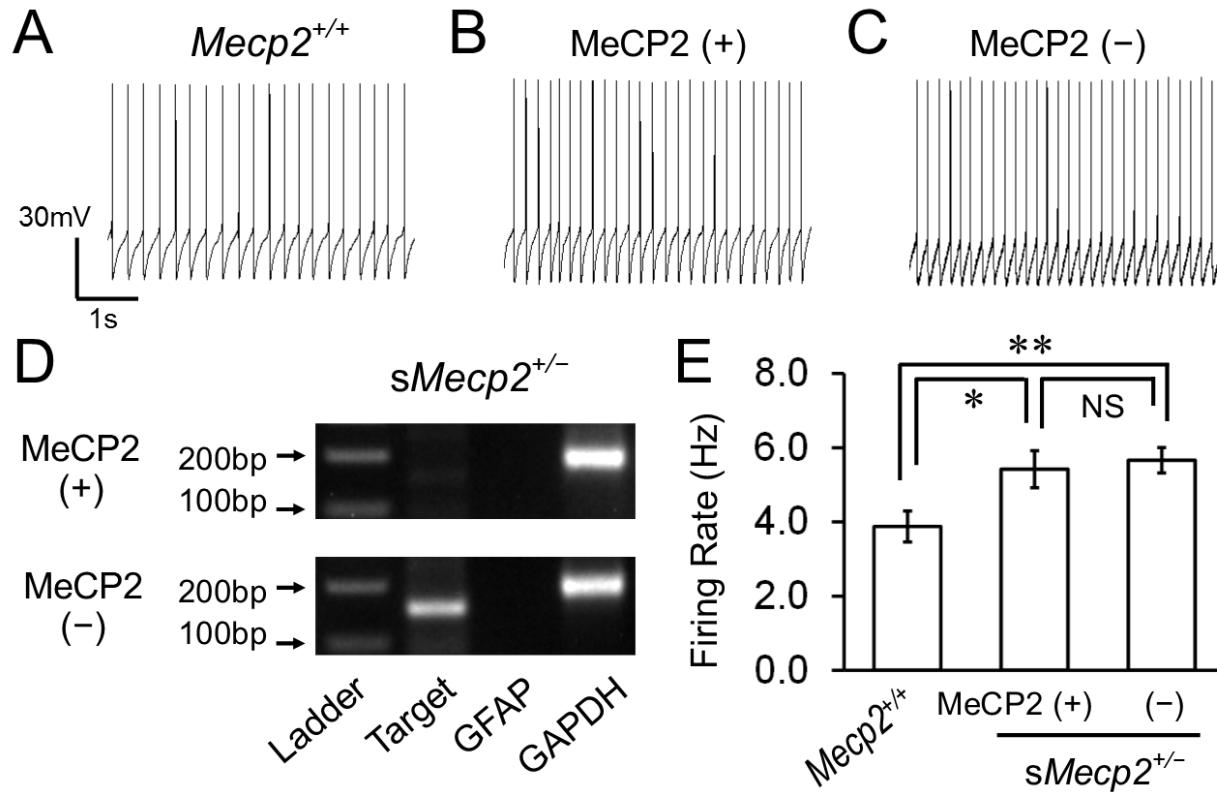 A
Mecp2+/+
B
MeCP2 (+)
C
MeCP2 (−)
30mV
1s
D
sMecp2+/−
MeCP2
(+)
200bp
100bp
MeCP2
(−)
200bp
100bp
Ladder
Target
GFAP
GAPDH
E
Firing Rate (Hz)
8.0
6.0
4.0
2.0
0.0
**
*
NS
Mecp2+/+
MeCP2 (+)
(−)
sMecp2+/−